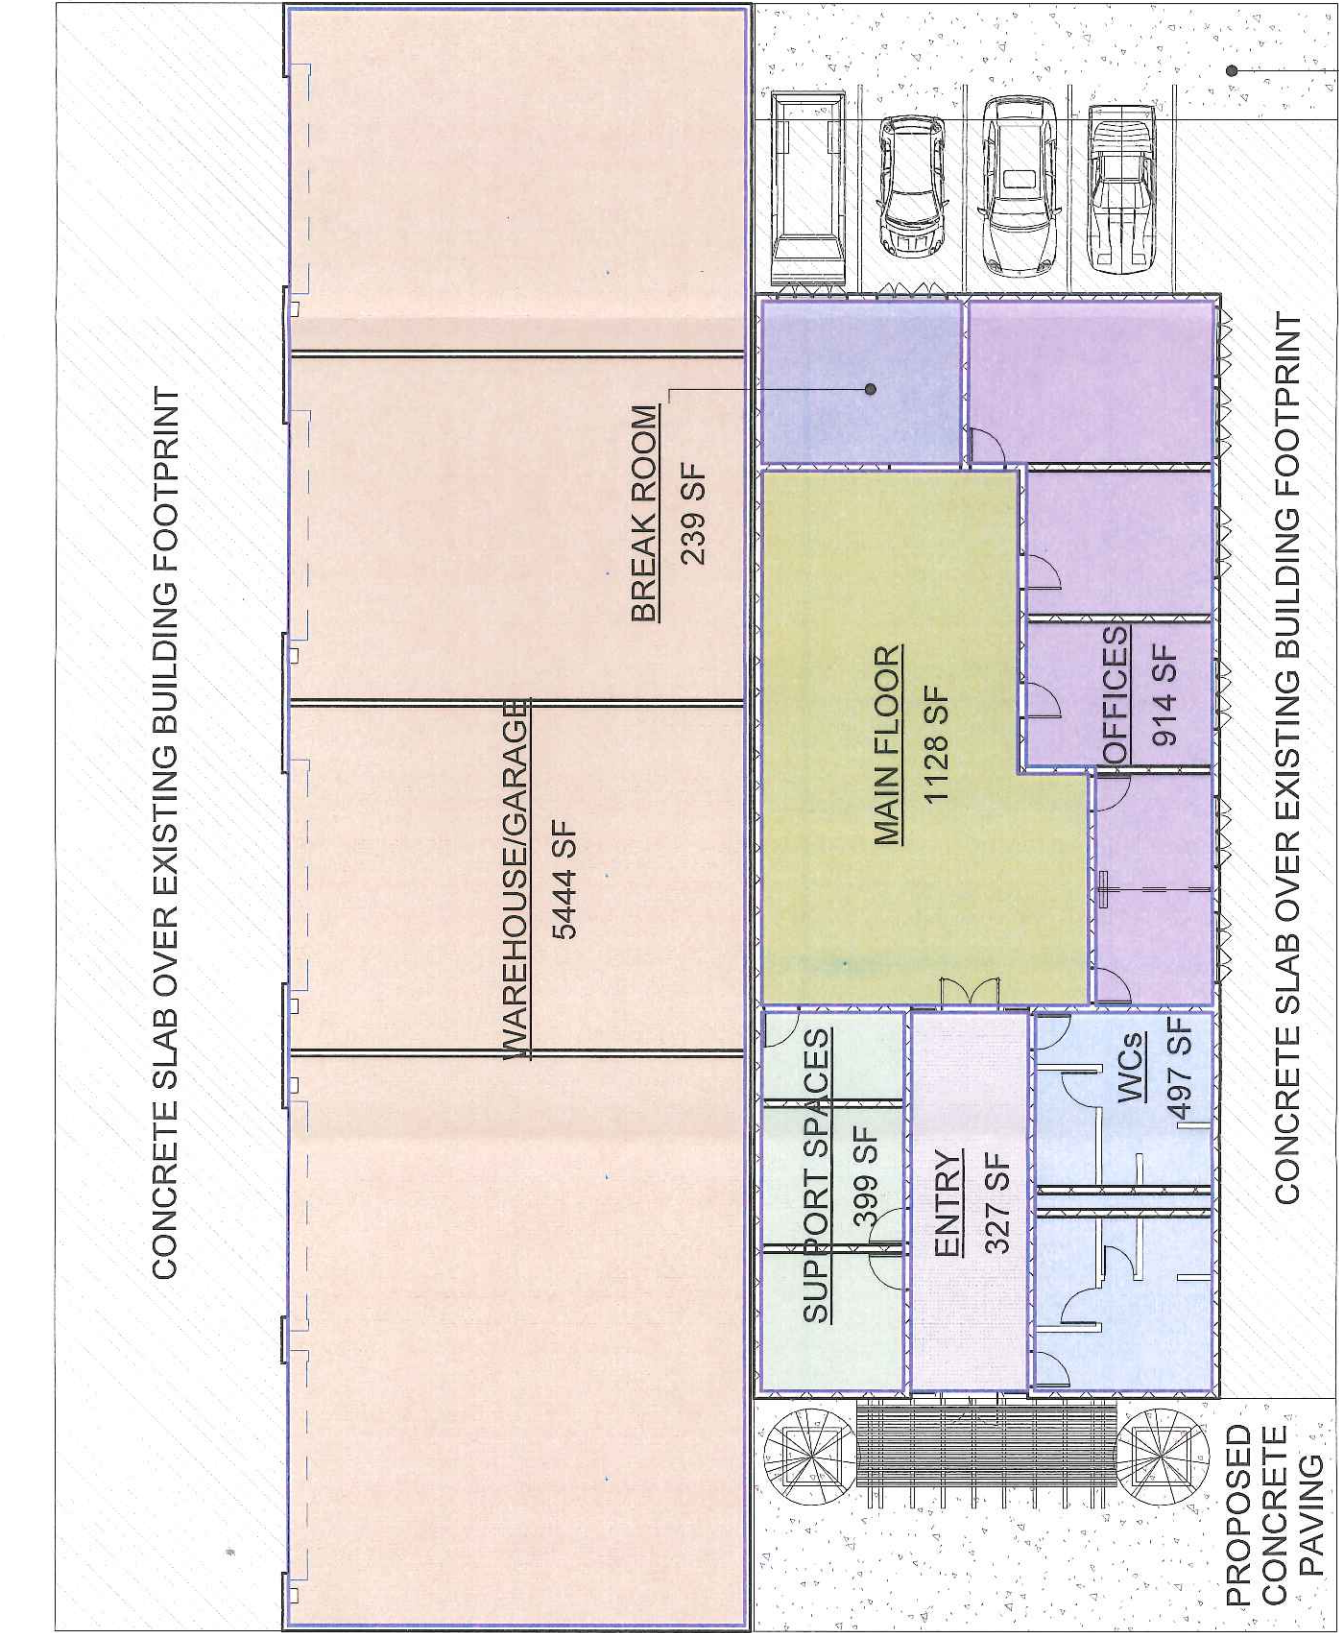 CONCRETE SLAB OVER EXISTING BUILDING FOOTPRINT
WAREHOUSE/GARAGE
5444 SF
BREAK ROOM
239 SF
MAIN FLOOR
1128 SF
OFFICES
914 SF
SUPPORT SPACES
399 SF
ENTRY
327 SF
WCs
497 SF
CONCRETE SLAB OVER EXISTING BUILDING FOOTPRINT
PROPOSED
CONCRETE
PAVING